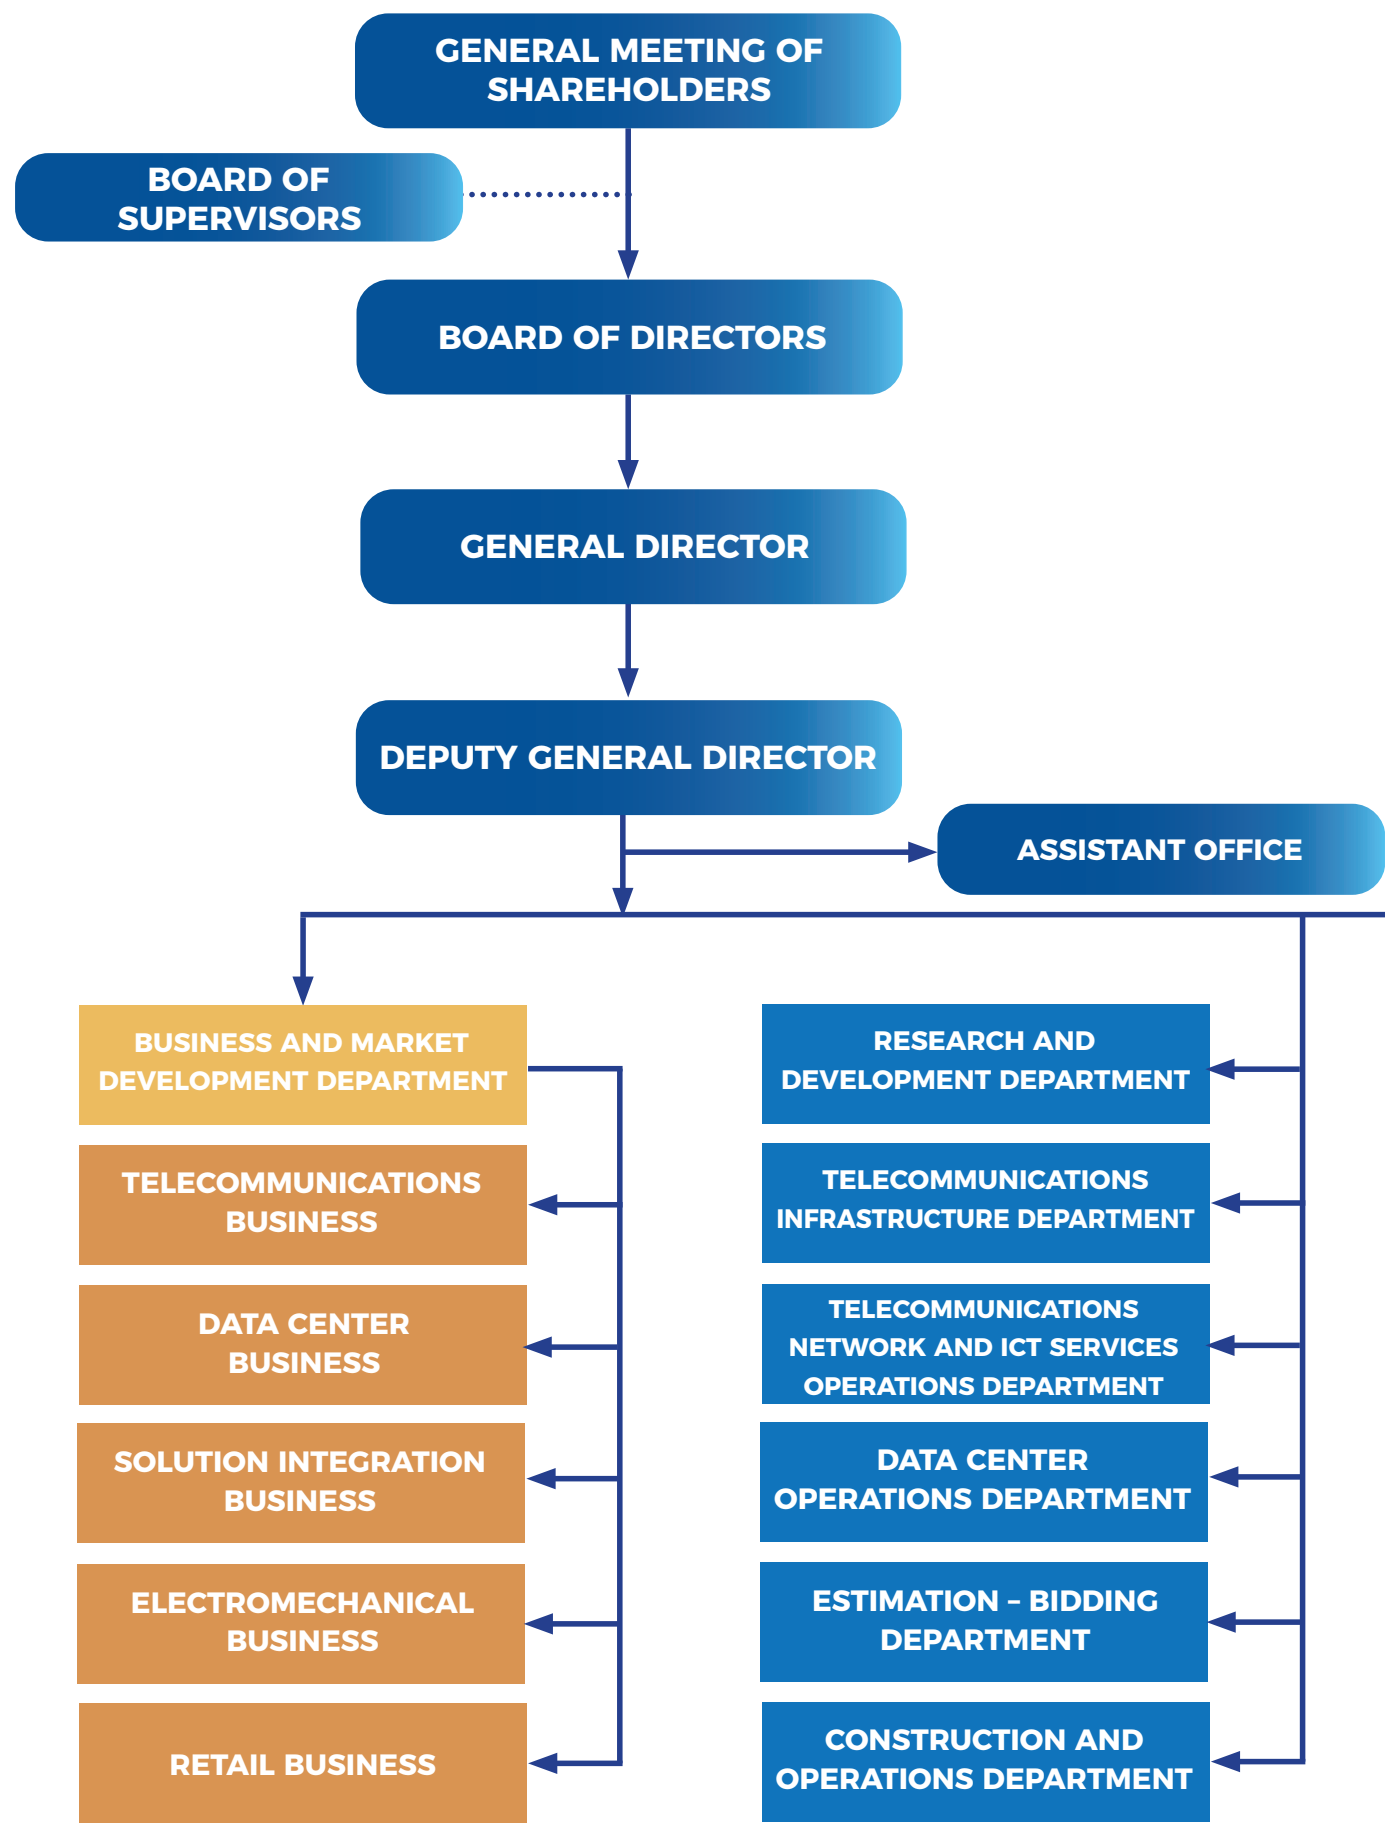 GENERAL MEETING OF
SHAREHOLDERS
BOARD OF
SUPERVISORS
BOARD OF DIRECTORS
GENERAL DIRECTOR
DEPUTY GENERAL DIRECTOR
ASSISTANT OFFICE
BUSINESS AND MARKET
DEVELOPMENT DEPARTMENT
TELECOMMUNICATIONS
BUSINESS
DATA CENTER
BUSINESS
SOLUTION INTEGRATION
BUSINESS
ELECTROMECHANICAL
BUSINESS
RETAIL BUSINESS
RESEARCH AND
DEVELOPMENT DEPARTMENT
TELECOMMUNICATIONS
INFRASTRUCTURE DEPARTMENT
TELECOMMUNICATIONS
NETWORK AND ICT SERVICES
OPERATIONS DEPARTMENT
DATA CENTER
OPERATIONS DEPARTMENT
ESTIMATION – BIDDING
DEPARTMENT
CONSTRUCTION AND
OPERATIONS DEPARTMENT